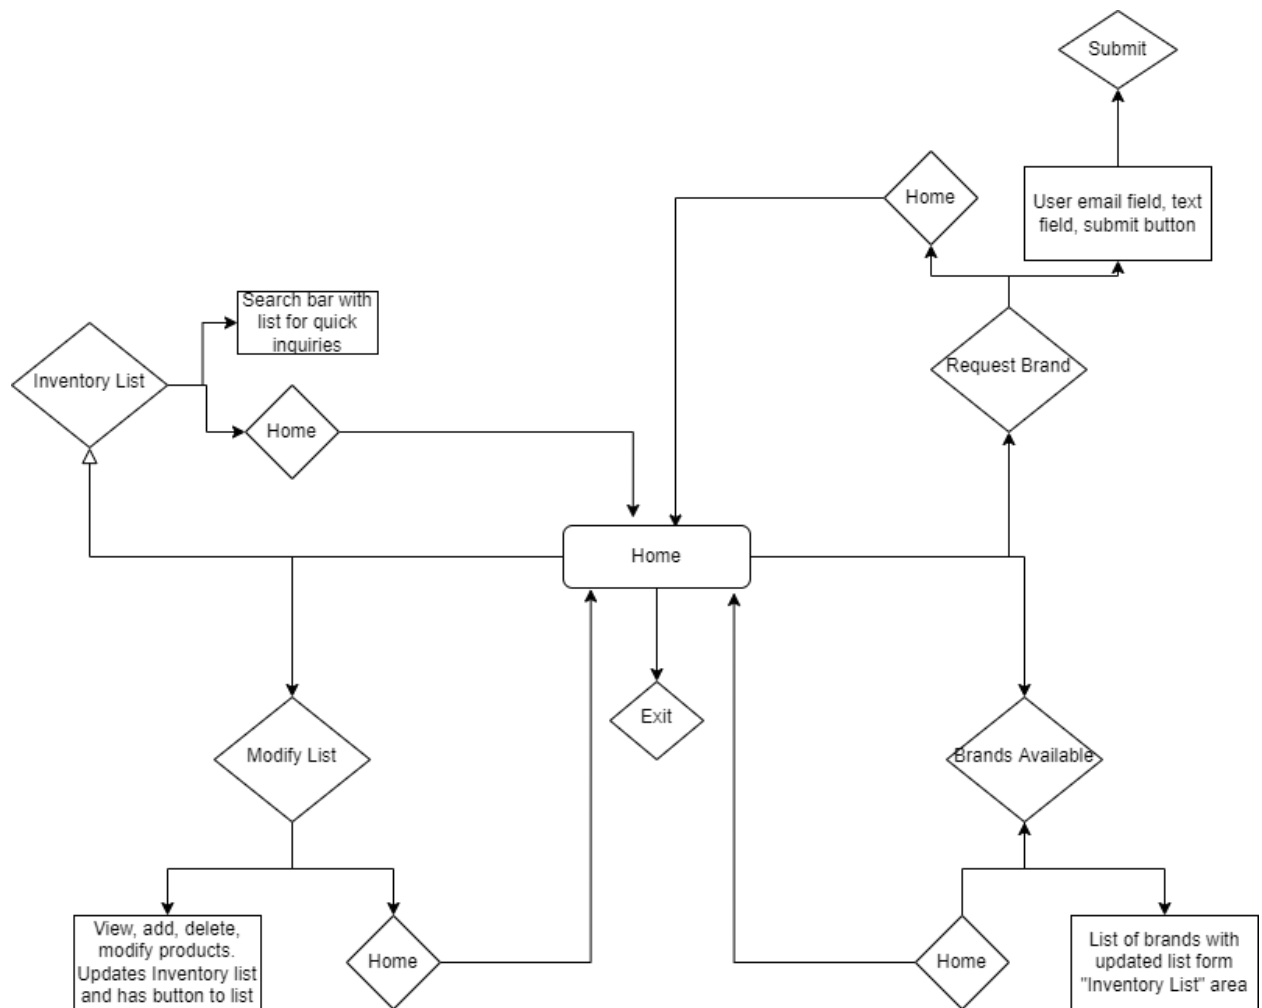 Submit
Home
User email field, text
field, submit button
Search bar with
list for quick
inquiries
Inventory List
Request Brand
Home
Home
Exit
Modify List
Brands Available
View, add, delete,
modify products.
Updates Inventory list
and has button to list
Home
Home
List of brands with
updated list form
"Inventory List" area